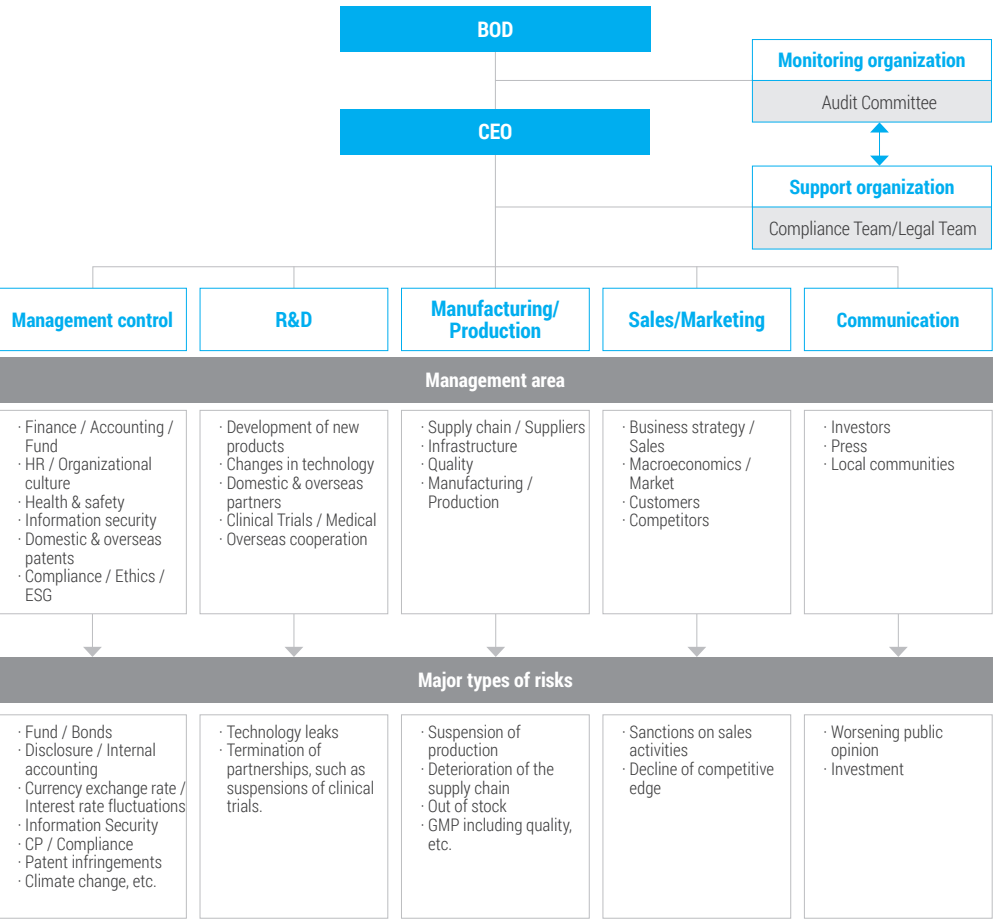 BOD
Monitoring organization
Audit Committee
CEO
Support organization
Compliance Team/Legal Team
Management control
R&D
Manufacturing/
Production
Sales/Marketing
Communication
Management area
· Finance / Accounting /
Fund
· HR / Organizational
culture
· Health & safety
· Information security
· Domestic & overseas
patents
· Compliance / Ethics /
ESG
· Development of new
products
· Changes in technology
· Domestic & overseas
partners
· Clinical Trials / Medical
· Overseas cooperation
· Supply chain / Suppliers
· Infrastructure
· Quality
· Manufacturing /
Production
· Business strategy /
Sales
· Macroeconomics /
Market
· Customers
· Competitors
· Investors
· Press
· Local communities
Major types of risks
· Fund / Bonds
· Disclosure / Internal
accounting
· Currency exchange rate /
Interest rate fluctuations
· Information Security
· CP / Compliance
· Patent infringements
· Climate change, etc.
· Technology leaks
· Termination of
partnerships, such as
suspensions of clinical
trials.
· Suspension of
production
· Deterioration of the
supply chain
· Out of stock
· GMP including quality,
etc.
· Sanctions on sales
activities
· Decline of competitive
edge
· Worsening public
opinion
· Investment